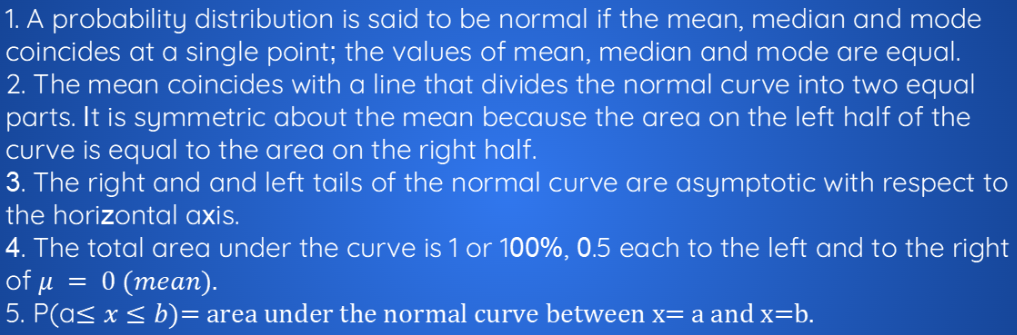 1. A probability distribution is said to be normal if the mean, median and mode
coincides at a single point; the values of mean, median and mode are equal.
2. The mean coincides with a line that divides the normal curve into two equal
parts. It is symmetric about the mean because the area on the left half of the
curve is equal to the area on the right half.
3. The right and and left tails of the normal curve are asymptotic with respect to
the horizontal axis.
4. The total area under the curve is 1 or 100%, 0.5 each to the left and to the right
of μ = 0 (mean).
5. P(a≤ x ≤ b)= area under the normal curve between x= a and x=b.